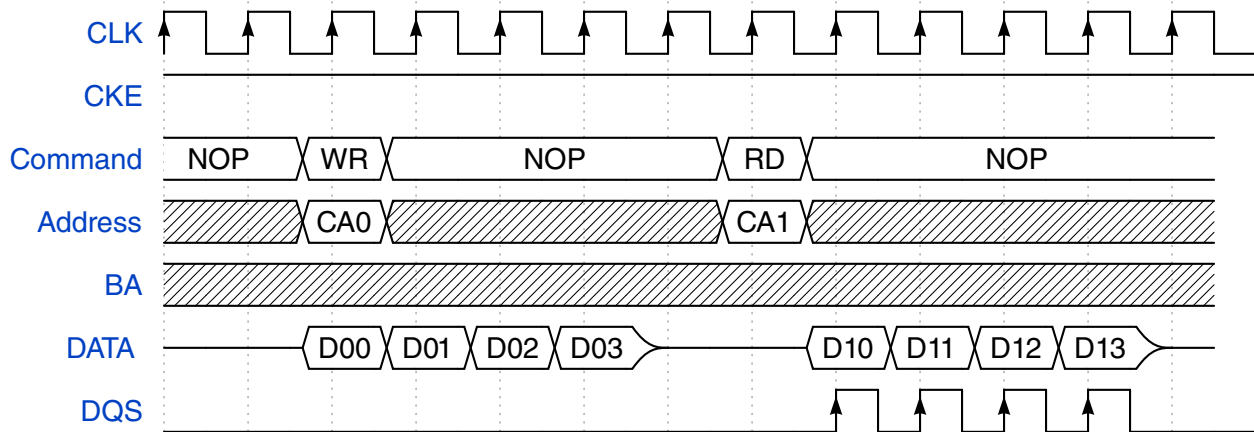 CLK
CKE
Command NOP WR NOP RD NOP
Address CA0 CA1
BA
DATA D00 D01 D02 D03 D10 D11 D12 D13
DQS